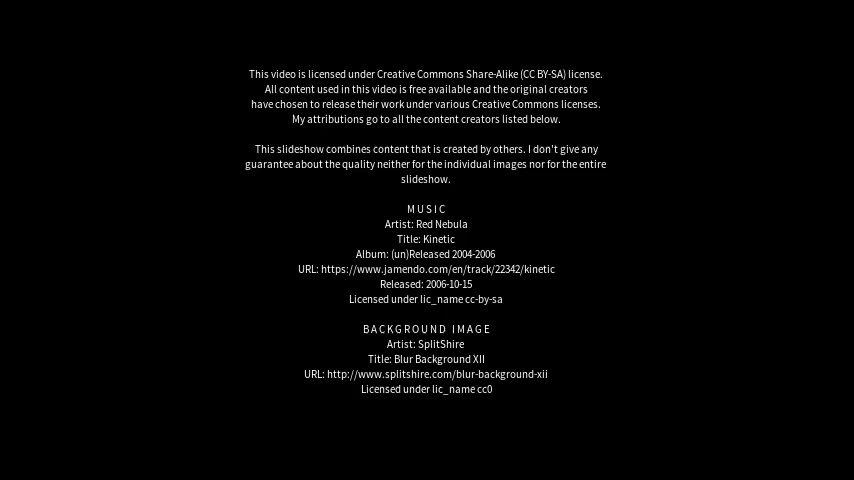 This video is licensed under Creative Commons Share-Alike (CC BY-SA) license.
All content used in this video is free available and the original creators
have chosen to release their work under various Creative Commons licenses.
My attributions go to all the content creators listed below.
This slideshow combines content that is created by others. I don't give any
guarantee about the quality neither for the individual images nor for the entire
slideshow.
MUSIC
Artist: Red Nebula
Title: Kinetic
Album: (un)Released 2004-2006
URL: https://www.jamendo.com/en/track/22342/kinetic
Released: 2006-10-15
Licensed under lic_name cc-by-sa
BACKGROUND IMAGE
Artist: SplitShire
Title: Blur Background XII
URL: http://www.splitshire.com/blur-background-xii
Licensed under lic_name cc0